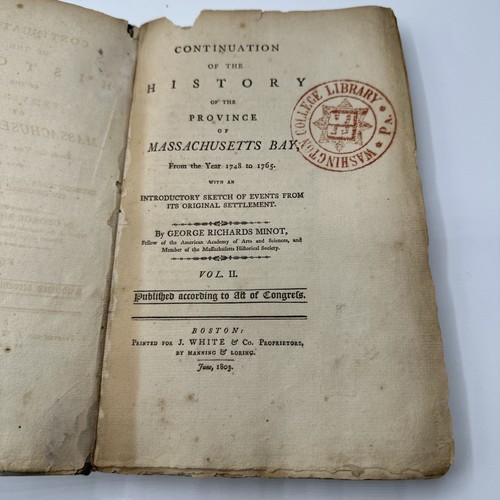 CONTINUATION
OF THE
HISTORY
OF THE
PROVINCE
OF
MASSACHUSETTS BAY,
From the Year 1748 to 1765.
WITH AN
INTRODUCTORY SKETCH OF EVENTS FROM
ITS ORIGINAL SETTLEMENT.
By GEORGE RICHARDS MINOT,
Fellow of the American Academy of Arts and Sciences, and
Member of the Massachusetts Historical Society.
VOL. II.
Published according to Act of Congress.
BOSTON:
PRINTED FOR J. WHITE & Co. PROPRIETORS,
BY MANNING & LORING.
June, 1803.
WASHINGTON COLLEGE LIBRARY * Pa. *